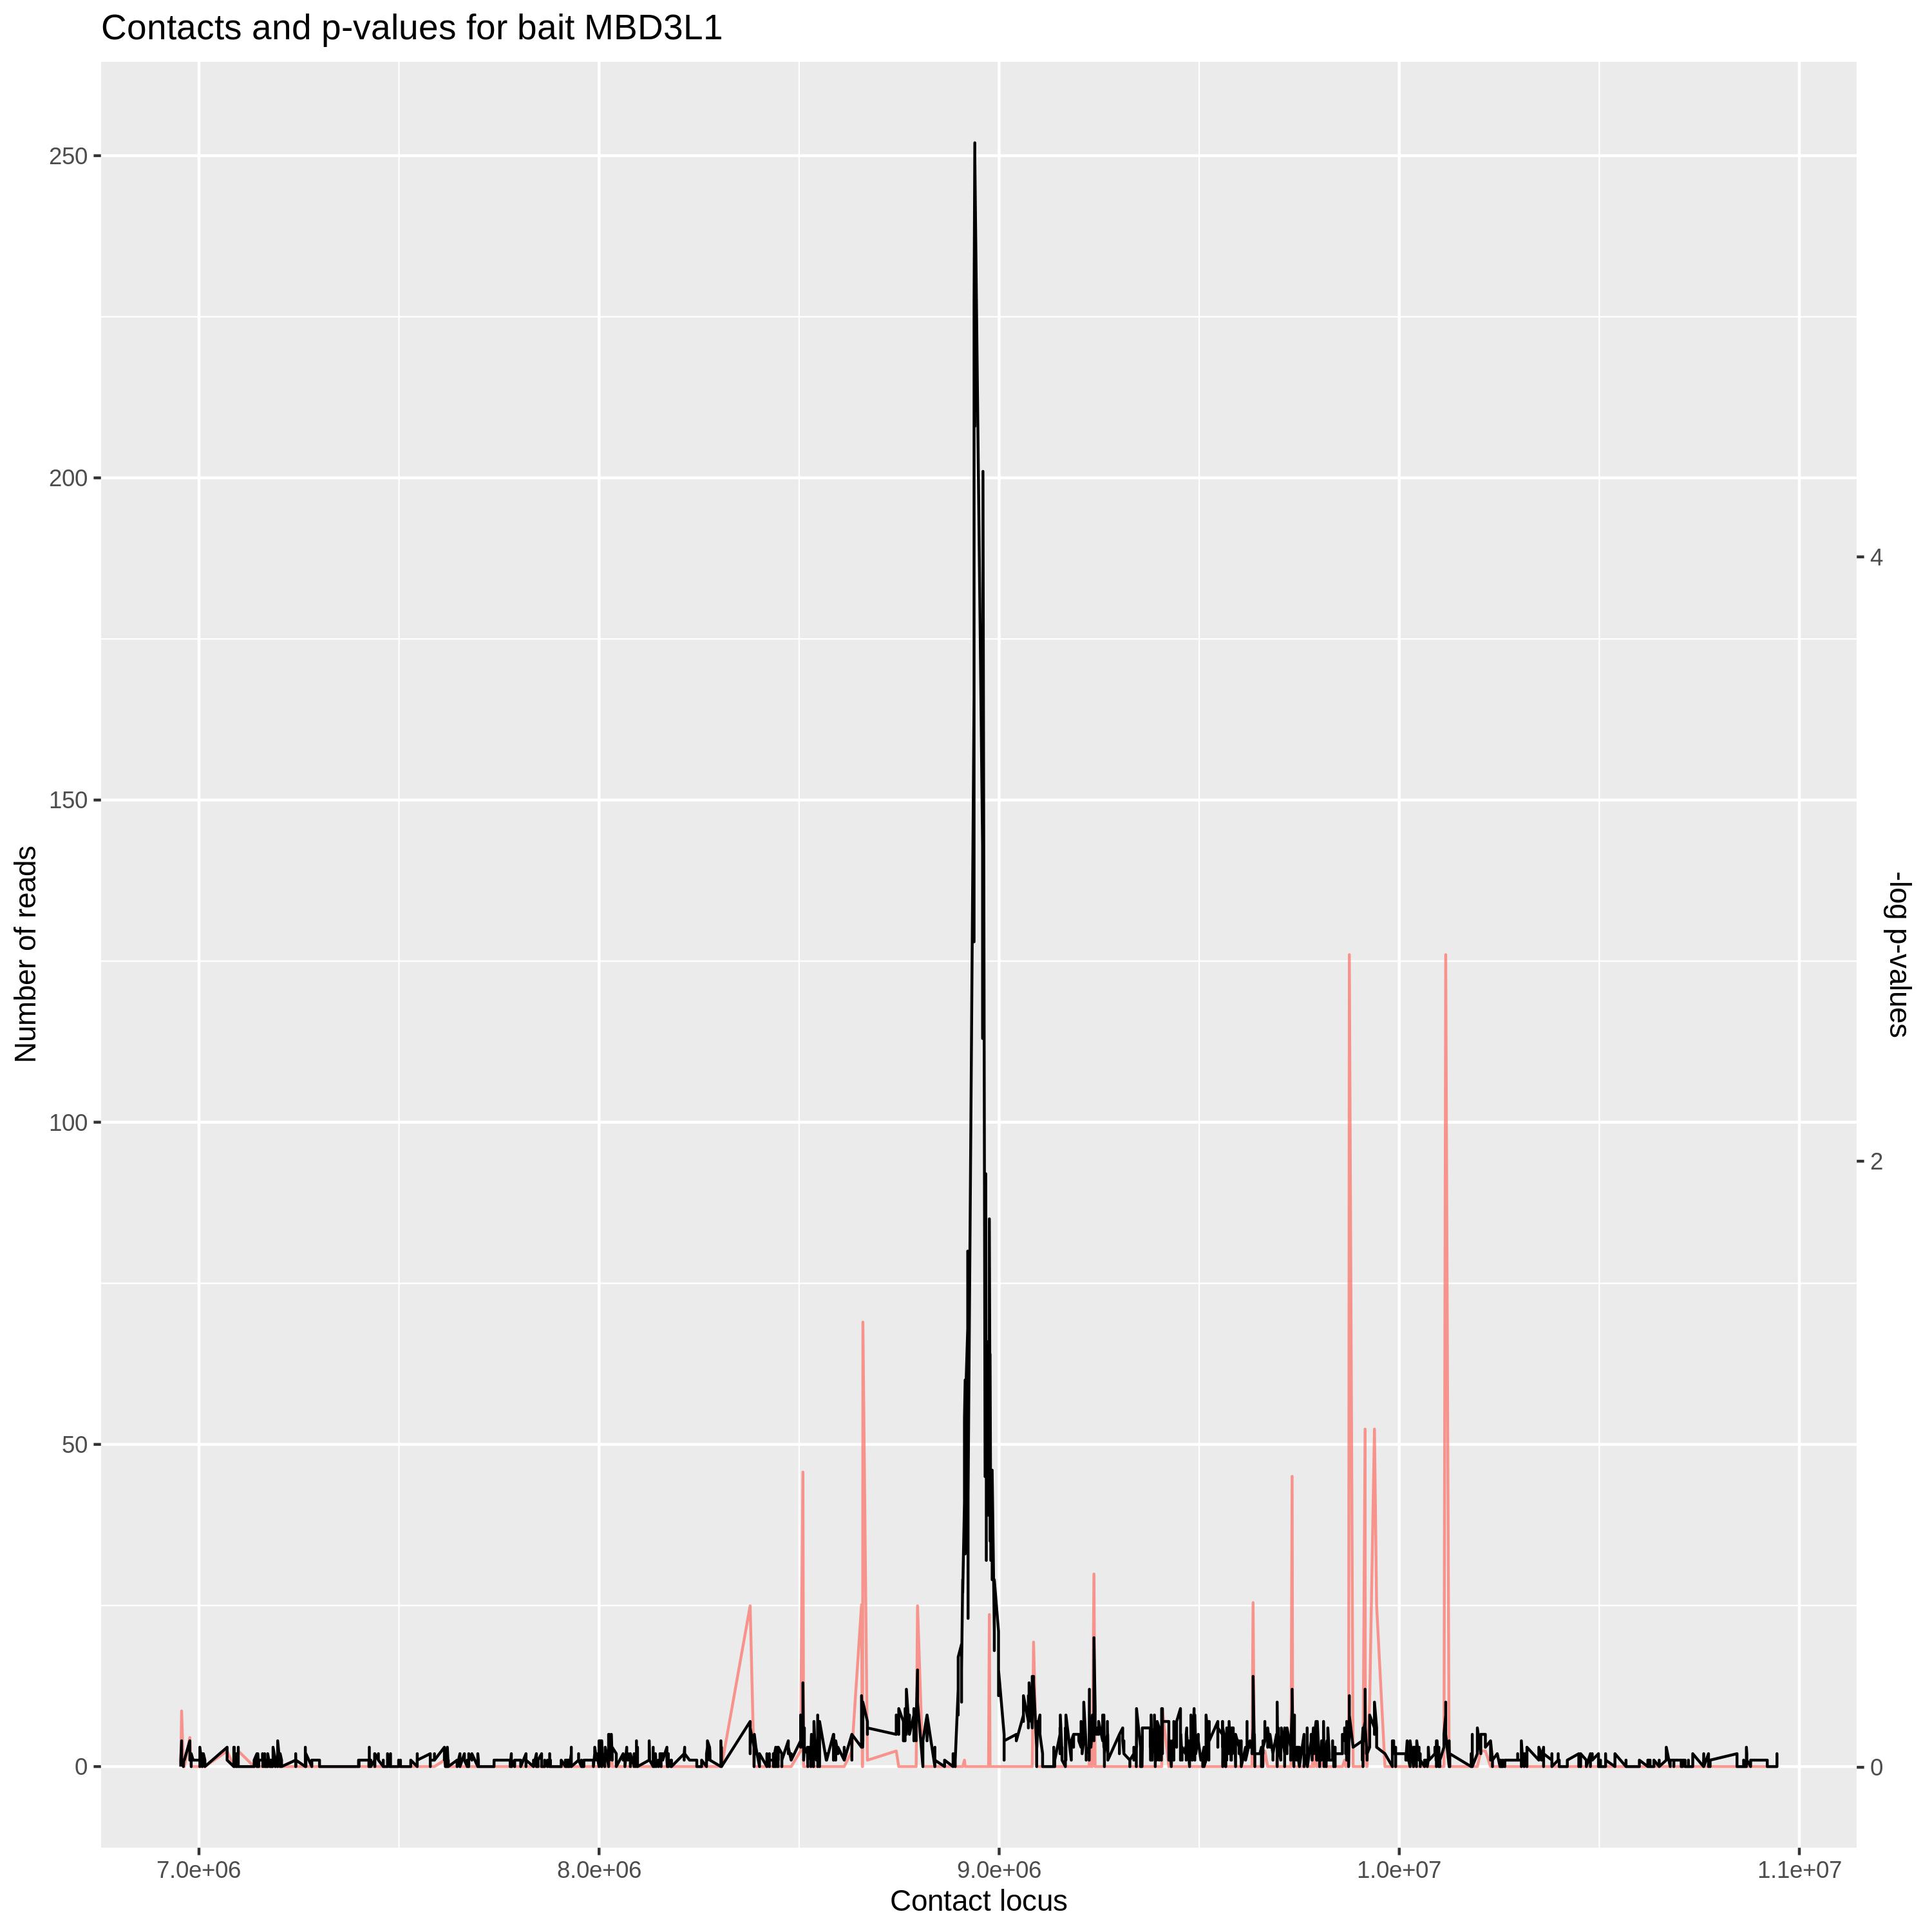 Contacts and p-values for bait MBD3L1
250
200
150
100
50
0
Number of reads
4
2
0
-log p-values
7.0e+06
8.0e+06
9.0e+06
1.0e+07
1.1e+07
Contact locus